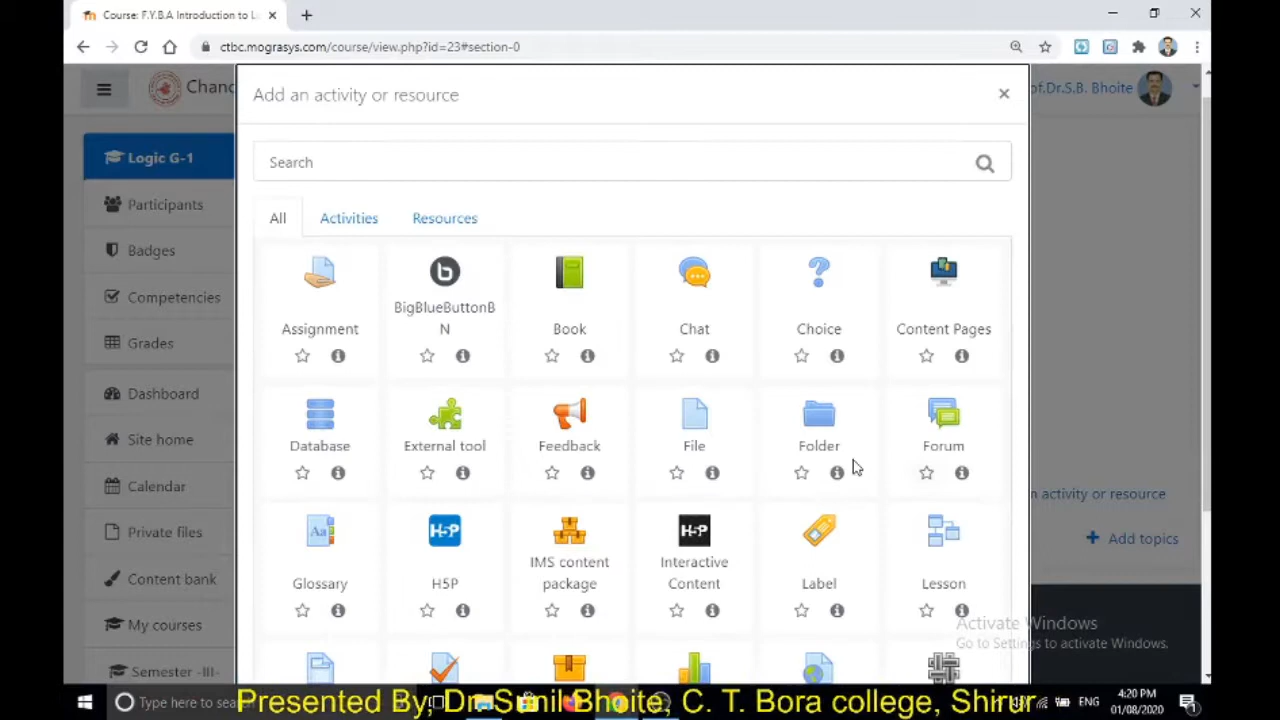 Course: F.Y.B.A Introduction to L
ctbc.mograsys.com/course/view.php?id=23#section-0
Chanc
Add an activity or resource
of.Dr.S.B. Bhoite
Search
Logic G-1
Participants
Badges
Competencies
Grades
Dashboard
Site home
Calendar
Private files
Content bank
My courses
Semester -III-
All
Activities
Resources
Assignment
BigBlueButtonB
N
Book
Chat
Choice
Content Pages
Database
External tool
Feedback
File
Folder
Forum
Aa
Glossary
H5P
H5P
IMS content
package
H5P
Interactive
Content
Label
Lesson
n activity or resource
Add topics
Activate Windows
Go to Settings to activate Windows.
Type here to sea
Presented By; Dr. Sunil Bhoite, C. T. Bora college, Shirur
ENG
4:20 PM
01/08/2020